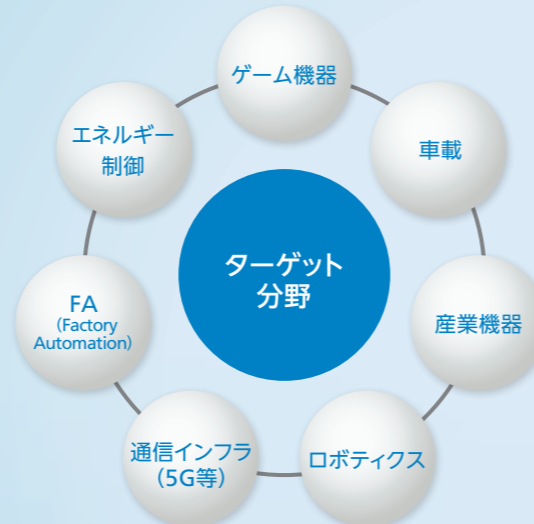 ゲーム機器
車載
産業機器
ロボティクス
通信インフラ
(5G等)
FA
(Factory
Automation)
エネルギー
制御
ターゲット
分野